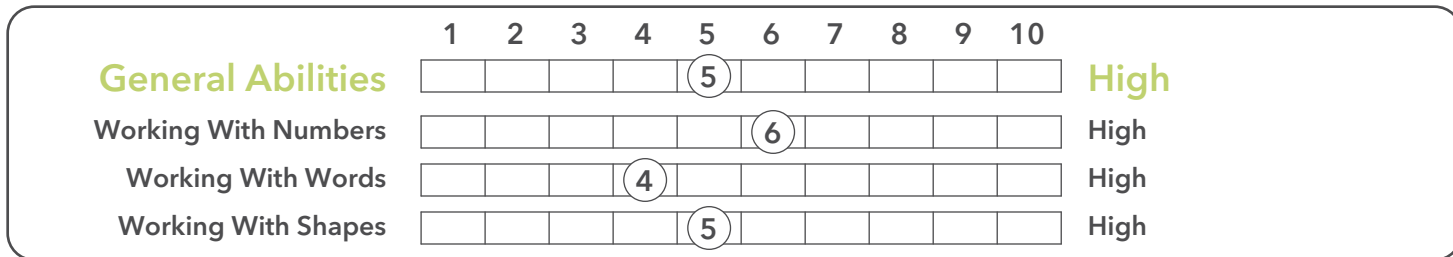 1 2 3 4 5 6 7 8 9 10
General Abilities 5 High
Working With Numbers 6 High
Working With Words 4 High
Working With Shapes 5 High